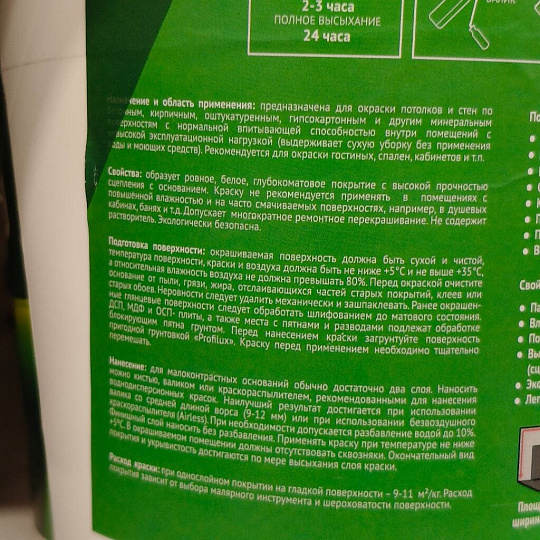 2-3 часа
ПОЛНОЕ ВЫСЫХАНИЕ
24 часа
ВАЛИК
Назначение и область применения: предназначена для окраски потолков и стен по
бетонным, кирпичным, оштукатуренным, гипсокартонным и другим минеральным
поверхностям с нормальной впитывающей способностью внутри помещений с
невысокой эксплуатационной нагрузкой (выдерживает сухую уборку без применения
воды и моющих средств). Рекомендуется для окраски гостиных, спален, кабинетов и т.п.
Свойства: образует ровное, белое, глубокоматовое покрытие с высокой прочностью
сцепления с основанием. Краску не рекомендуется применять в помещениях с
повышенной влажностью и на часто смачиваемых поверхностях, например, в душевых
кабинах, банях и т.д. Допускает многократное ремонтное перекрашивание. Не содержит
растворитель. Экологически безопасна.
Подготовка поверхности: окрашиваемая поверхность должна быть сухой и чистой,
температура поверхности, краски и воздуха должна быть не ниже +5°С и не выше +35°С,
а относительная влажность воздуха не должна превышать 80%. Перед окраской очистите
основание от пыли, грязи, жира, отслаивающихся частей старых покрытий, клеев или
старых обоев. Неровности следует удалить механически и зашпаклевать. Ранее окрашен-
ные глянцевые поверхности следует обработать шлифованием до матового состояния.
ДСП, МДФ и ОСП- плиты, а также места с пятнами и разводами подлежат обработке
блокирующим пятна грунтом. Перед нанесением краски загрунтуйте поверхность
пригодной грунтовкой «Profilux». Краску перед применением необходимо тщательно
перемешать.
Нанесение: для малоконтрастных оснований обычно достаточно два слоя. Наносить
можно кистью, валиком или краскораспылителем, рекомендованными для нанесения
воднодисперсионных красок. Наилучший результат достигается при использовании
валика со средней длиной ворса (9-12 мм) или при использовании безвоздушного
краскораспылителя (Airless). При необходимости допускается разбавление водой до 10%.
Финишный слой наносить без разбавления. Применять краску при температуре не ниже
+5°С. В окрашиваемом помещении должны отсутствовать сквозняки. Окончательный вид
покрытия и укрывистость достигаются по мере высыхания слоя краски.
Расход краски: при однослойном покрытии на гладкой поверхности – 9-11 м²/кг. Расход
покрытия зависит от выбора малярного инструмента и шероховатости поверхности.